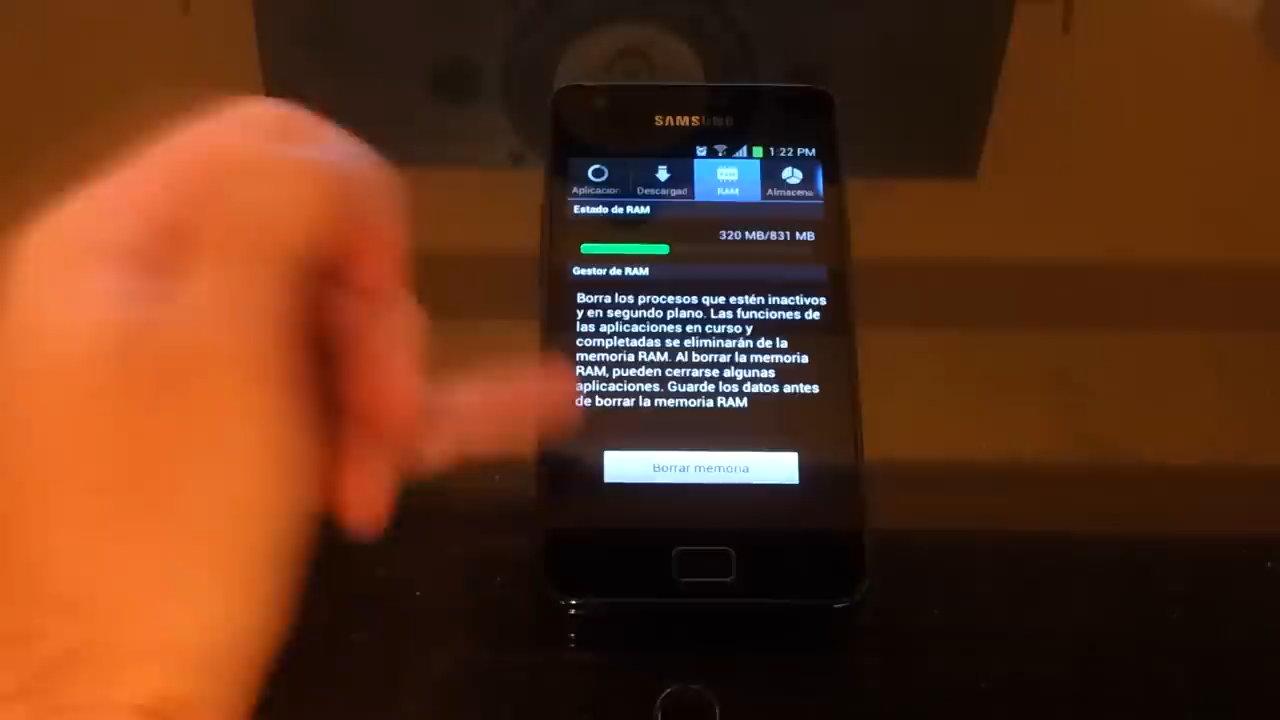 SAMSUNG
1:22 PM
Aplicacion Descargad RAM Almacena
Estado de RAM
320 MB/831 MB
Gestor de RAM
Borra los procesos que estén inactivos
y en segundo plano. Las funciones de
las aplicaciones en curso y
completadas se eliminarán de la
memoria RAM. Al borrar la memoria
RAM, pueden cerrarse algunas
aplicaciones. Guarde los datos antes
de borrar la memoria RAM
Borrar memoria